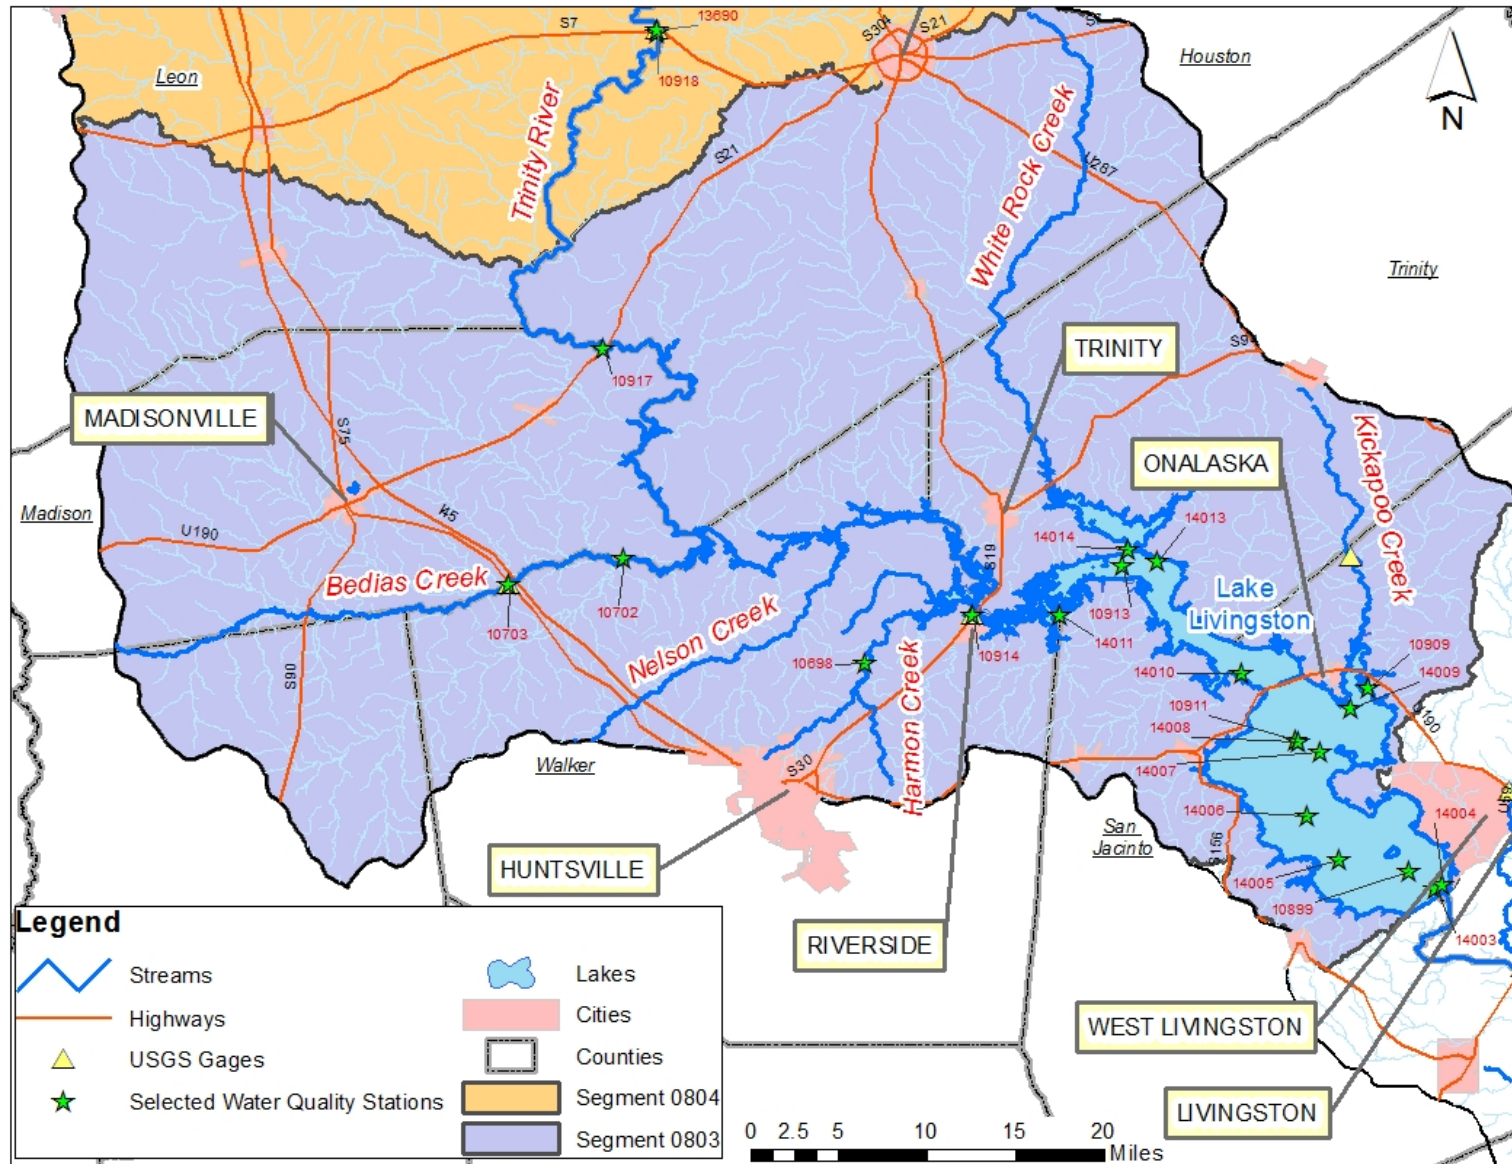 13690
S7
S304
S21
Houston
Leon
10918
N
Trinity River
White Rock Creek
S21
U287
Trinity
TRINITY
S94
10917
MADISONVILLE
S75
ONALASKA
Kickapoo Creek
Madison
U190
I45
14014
14013
S19
Bedias Creek
Lake
Livingston
10702
10703
Nelson Creek
10913
14011
10914
10698
Harmon Creek
10909
14009
14010
S90
10911
14008
U190
14007
Walker
S30
14006
14004
San
Jacinto
S156
HUNTSVILLE
14005
10899
RIVERSIDE
14003
WEST LIVINGSTON
LIVINGSTON
Legend
Streams
Highways
USGS Gages
Selected Water Quality Stations
Lakes
Cities
Counties
Segment 0804
Segment 0803
0 2.5 5 10 15 20
Miles